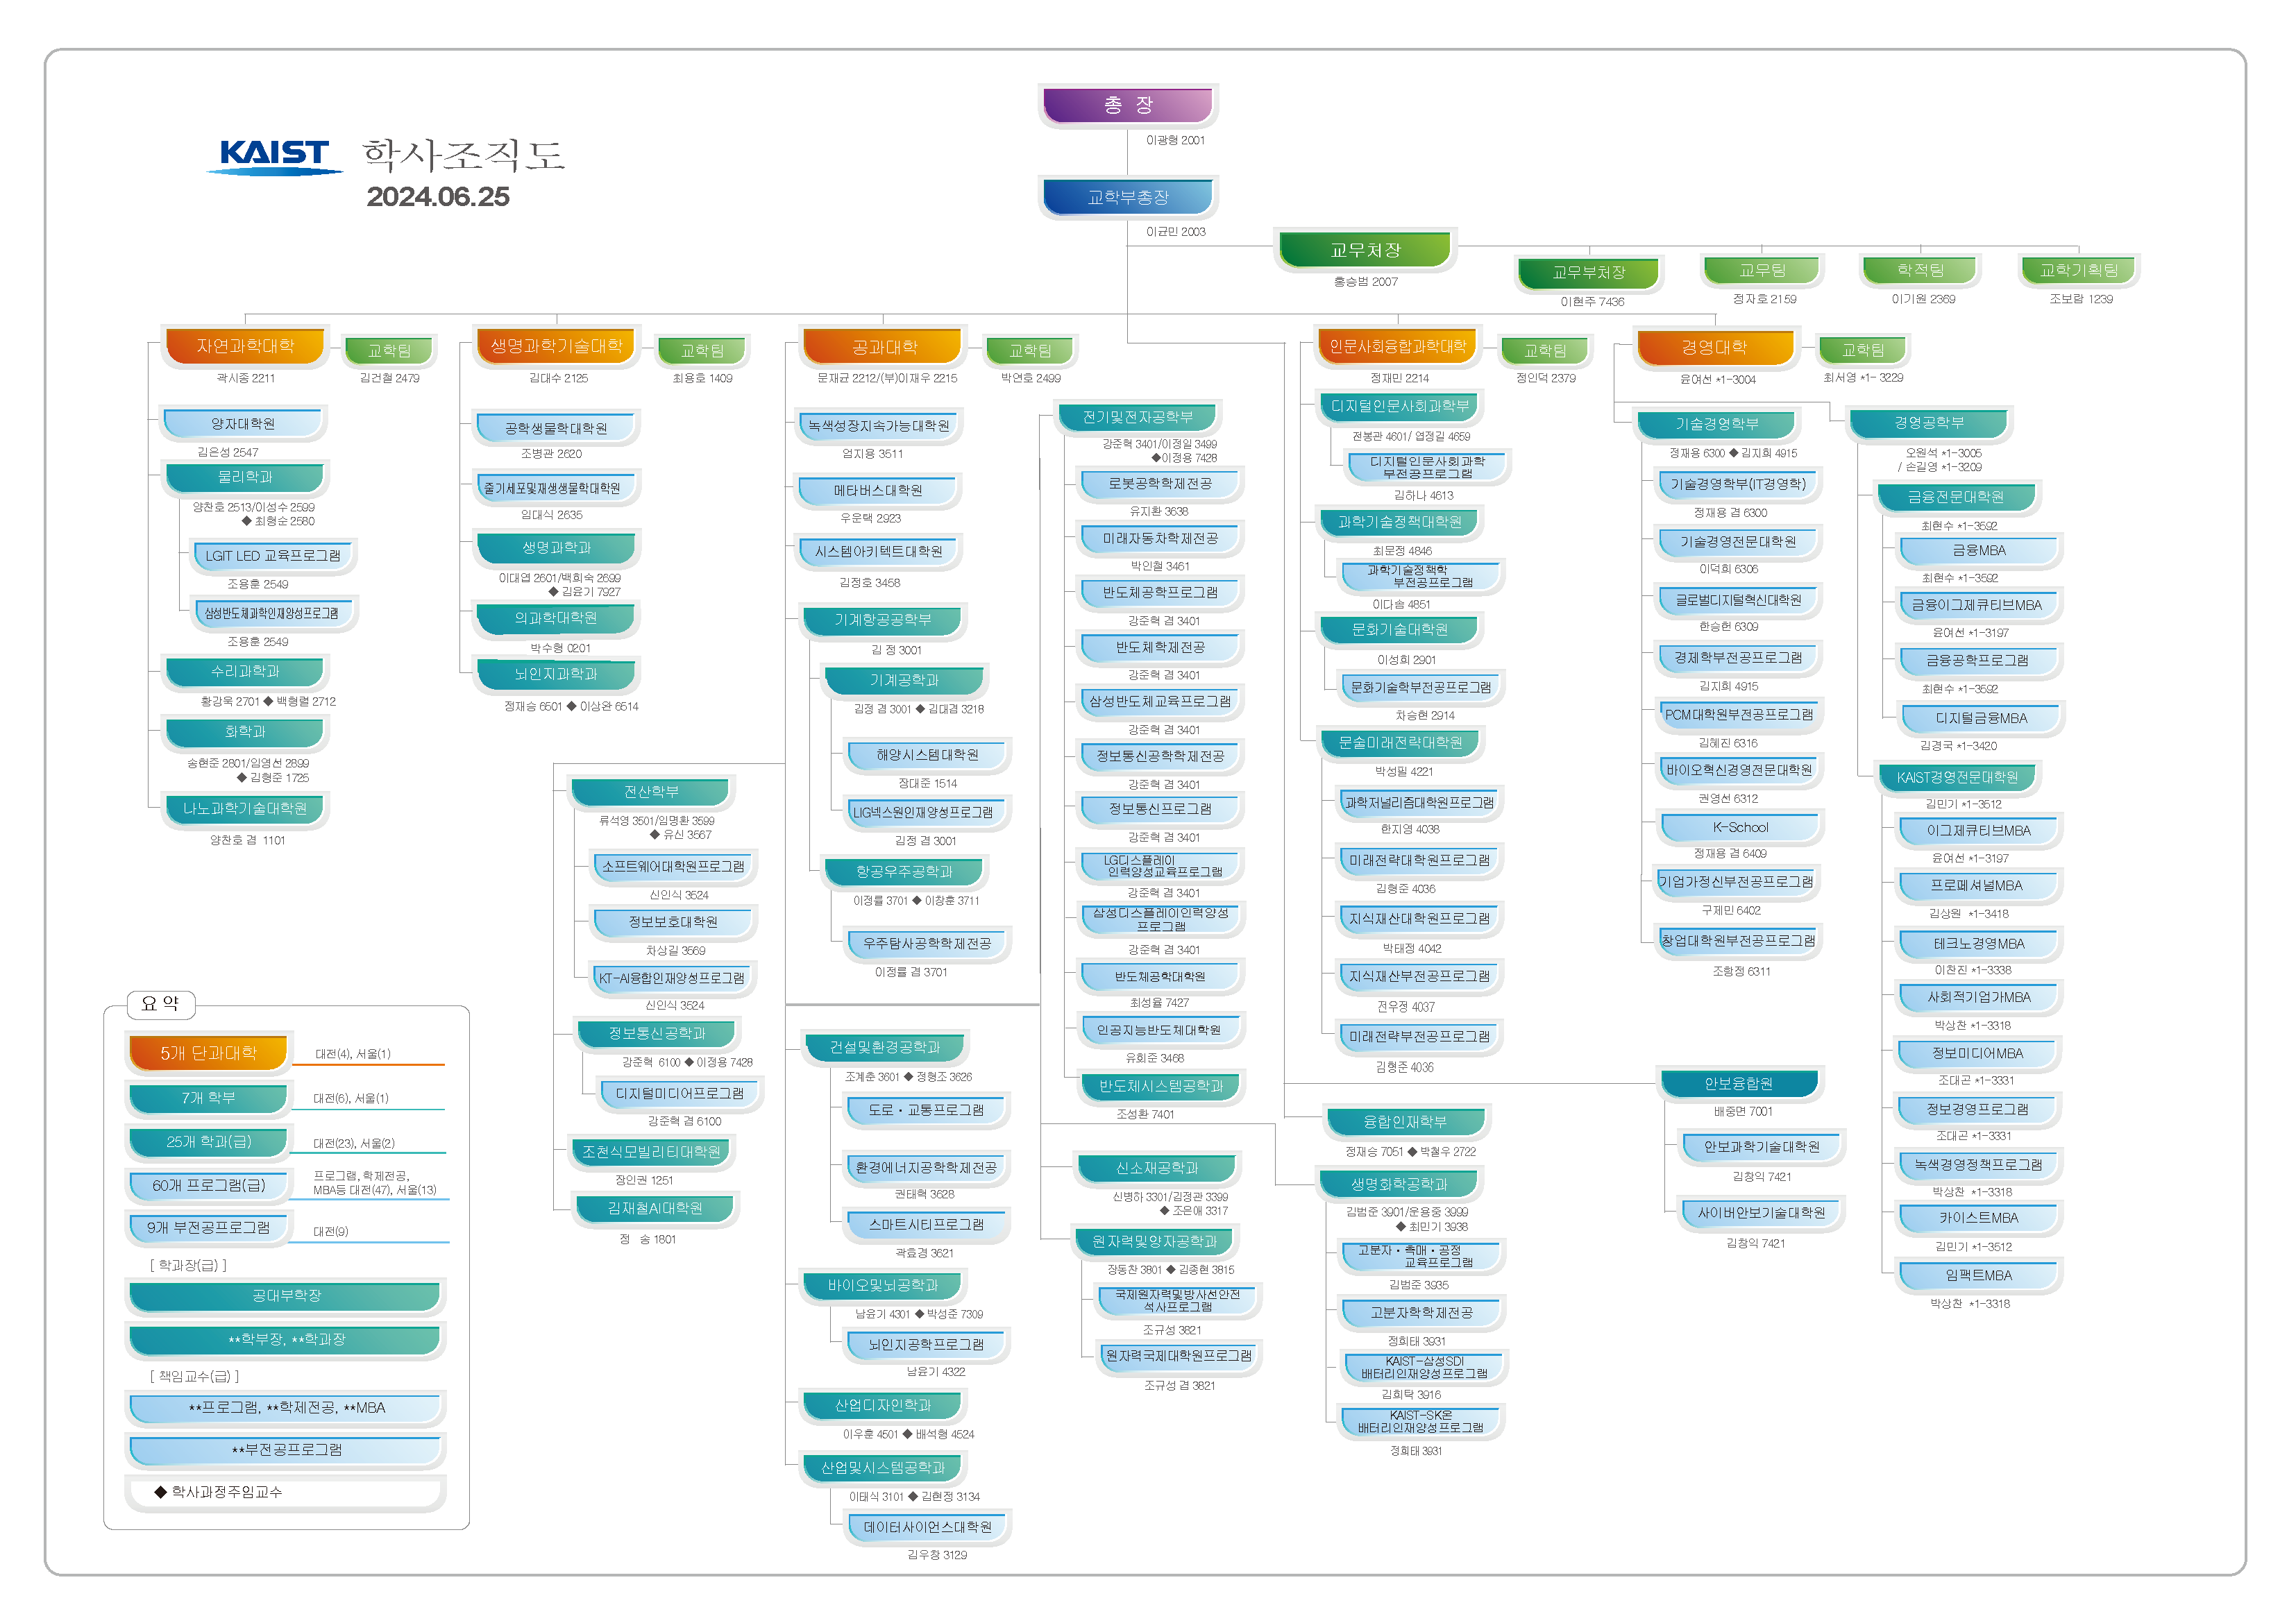 KAIST 학사조직도
2024.06.25
총 장
이광형 2001
교학부총장
이균민 2003
교무처장
홍승범 2007
교무부처장
이현주 7436
교무팀
정자호 2159
학적팀
이기원 2369
교학기획팀
조보람 1239
자연과학대학
곽시종 2211
교학팀
김건철 2479
양자대학원
김은성 2547
물리학과
양찬호 2513/이성수 2599
◆ 최형순 2580
LGIT LED 교육프로그램
조용훈 2549
삼성반도체과학인재양성프로그램
조용훈 2549
수리과학과
황강욱 2701 ◆ 백형렬 2712
화학과
송현준 2801/임영선 2899
◆ 김형준 1725
나노과학기술대학원
양찬호 겸 1101
생명과학기술대학
김대수 2125
교학팀
최용호 1409
공학생물학대학원
조병관 2620
줄기세포및재생생물학대학원
임대식 2635
생명과학과
이대엽 2601/백희숙 2699
◆ 김윤기 7927
의과학대학원
박수형 0201
뇌인지과학과
정재승 6501 ◆ 이상완 6514
공과대학
문재균 2212/(부)이재우 2215
교학팀
박연호 2499
녹색성장지속가능대학원
엄지용 3511
메타버스대학원
우운택 2923
시스템아키텍트대학원
김정호 3458
기계항공공학부
김 정 3001
기계공학과
김정 겸 3001 ◆ 김대겸 3218
해양시스템대학원
장대준 1514
LIG넥스원인재양성프로그램
김정 겸 3001
항공우주공학과
이정률 3701 ◆ 이창훈 3711
우주탐사공학학제전공
이정률 겸 3701
전산학부
류석영 3501/임명환 3599
◆ 유신 3567
소프트웨어대학원프로그램
신인식 3524
정보보호대학원
차상길 3569
KT-AI융합인재양성프로그램
신인식 3524
정보통신공학과
강준혁 6100 ◆ 이정용 7428
디지털미디어프로그램
강준혁 겸 6100
조천식모빌리티대학원
장인권 1251
김재철AI대학원
정 송 1801
건설및환경공학과
조계춘 3601 ◆ 정형조 3626
도로・교통프로그램
환경에너지공학학제전공
권태혁 3628
스마트시티프로그램
곽효경 3621
바이오및뇌공학과
남윤기 4301 ◆ 박성준 7309
뇌인지공학프로그램
남윤기 4322
산업디자인학과
이우훈 4501 ◆ 배석형 4524
산업및시스템공학과
이태식 3101 ◆ 김현정 3134
데이터사이언스대학원
김우창 3129
전기및전자공학부
강준혁 3401/이정일 3499
◆이정용 7428
로봇공학학제전공
유지환 3638
미래자동차학제전공
박인철 3461
반도체공학프로그램
강준혁 겸 3401
반도체학제전공
강준혁 겸 3401
삼성반도체교육프로그램
강준혁 겸 3401
정보통신공학학제전공
강준혁 겸 3401
정보통신프로그램
강준혁 겸 3401
LG디스플레이
인력양성교육프로그램
강준혁 겸 3401
삼성디스플레이인력양성
프로그램
강준혁 겸 3401
반도체공학대학원
최성율 7427
인공지능반도체대학원
유회준 3468
반도체시스템공학과
조성환 7401
신소재공학과
신병하 3301/김정관 3399
◆ 조은애 3317
원자력및양자공학과
장동찬 3801 ◆ 김종현 3815
국제원자력및방사선안전
석사프로그램
조규성 3821
원자력국제대학원프로그램
조규성 겸 3821
인문사회융합과학대학
정재민 2214
교학팀
정인덕 2379
디지털인문사회과학부
전봉관 4601/ 엽정길 4659
디지털인문사회과학
부전공프로그램
김하나 4613
과학기술정책대학원
최문정 4846
과학기술정책학
부전공프로그램
이다솜 4851
문화기술대학원
이성희 2901
문화기술학부전공프로그램
차승현 2914
문술미래전략대학원
박성필 4221
과학저널리즘대학원프로그램
한지영 4038
미래전략대학원프로그램
김형준 4036
지식재산대학원프로그램
박태정 4042
지식재산부전공프로그램
전우정 4037
미래전략부전공프로그램
김형준 4036
융합인재학부
정재승 7051 ◆ 박철우 2722
생명화학공학과
김범준 3901/운용중 3999
◆ 최민기 3938
고분자・촉매・공정
교육프로그램
김범준 3935
고분자학학제전공
정희태 3931
KAIST-삼성SDI
배터리인재양성프로그램
김희탁 3916
KAIST-SK온
배터리인재양성프로그램
정희태 3931
경영대학
윤여선 *1-3004
교학팀
최서영 *1- 3229
기술경영학부
정재용 6300 ◆ 김지희 4915
기술경영학부(IT경영학)
정재용 겸 6300
기술경영전문대학원
이덕희 6306
글로벌디지털혁신대학원
한승헌 6309
경제학부전공프로그램
김지희 4915
PCM대학원부전공프로그램
김혜진 6316
바이오혁신경영전문대학원
권영선 6312
K-School
정재용 겸 6409
기업가정신부전공프로그램
구제민 6402
창업대학원부전공프로그램
조항정 6311
안보융합원
배중면 7001
안보과학기술대학원
김창익 7421
사이버안보기술대학원
김창익 7421
경영공학부
오원석 *1-3005
/ 손길영 *1-3209
금융전문대학원
최현수 *1-3592
금융MBA
최현수 *1-3592
금융이그제큐티브MBA
윤여선 *1-3197
금융공학프로그램
최현수 *1-3592
디지털금융MBA
김경국 *1-3420
KAIST경영전문대학원
김민기 *1-3512
이그제큐티브MBA
윤여선 *1-3197
프로페셔널MBA
김상원 *1-3418
테크노경영MBA
이찬진 *1-3338
사회적기업가MBA
박상찬 *1-3318
정보미디어MBA
조대곤 *1-3331
정보경영프로그램
조대곤 *1-3331
녹색경영정책프로그램
박상찬 *1-3318
카이스트MBA
김민기 *1-3512
임팩트MBA
박상찬 *1-3318
요 약
5개 단과대학 대전(4), 서울(1)
7개 학부 대전(6), 서울(1)
25개 학과(급) 대전(23), 서울(2)
60개 프로그램(급) 프로그램, 학제전공,
MBA등 대전(47), 서울(13)
9개 부전공프로그램 대전(9)
[ 학과장(급) ]
공대부학장
**학부장, **학과장
[ 책임교수(급) ]
**프로그램, **학제전공, **MBA
**부전공프로그램
◆ 학사과정주임교수